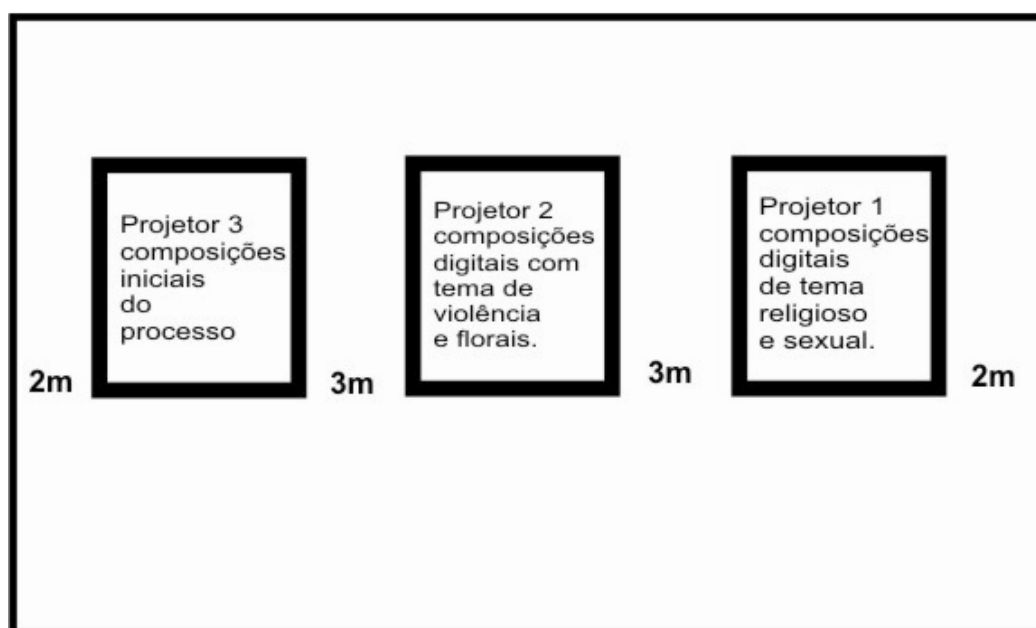 Projetor 3
composições
iniciais
do
processo
Projetor 2
composições
digitais com
tema de
violência
e florais.
Projetor 1
composições
digitais
de tema
religioso
e sexual.
2m
3m
3m
2m